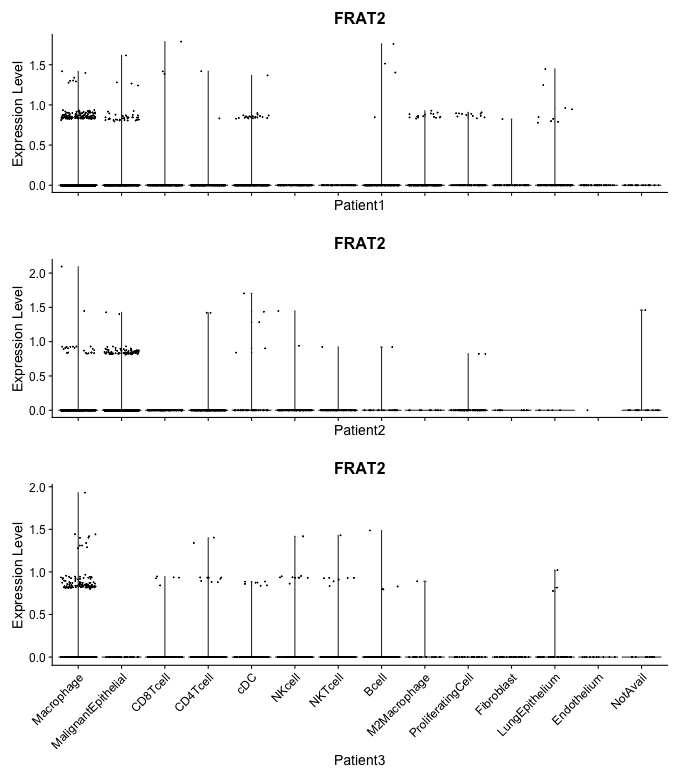 FRAT2
Expression Level
1.5
1.0
0.5
0.0
Patient1
FRAT2
Expression Level
2.0
1.5
1.0
0.5
0.0
Patient2
FRAT2
Expression Level
2.0
1.5
1.0
0.5
0.0
Macrophage
MalignantEpithelial
CD8Tcell
CD4Tcell
cDC
NKcell
NKTcell
Bcell
M2Macrophage
ProliferatingCell
Fibroblast
LungEpithelium
Endothelium
NotAvail
Patient3